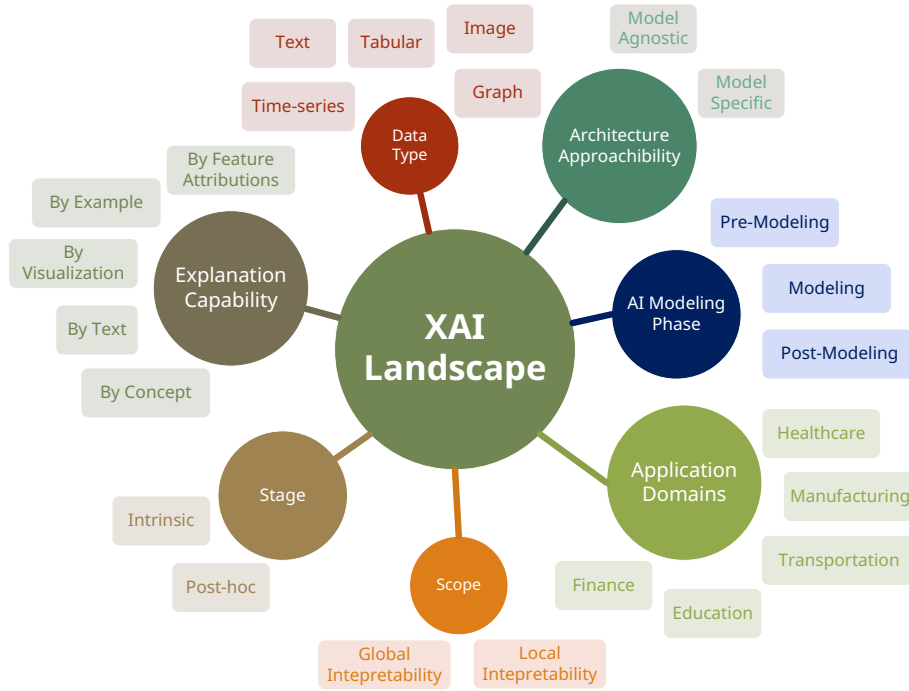 Text
Tabular
Image
Time-series
Graph
Data
Type
Model
Agnostic
Model
Specific
Architecture
Approachibility
By Feature
Attributions
By Example
By
Visualization
By Text
By Concept
Explanation
Capability
XAI
Landscape
AI Modeling
Phase
Pre-Modeling
Modeling
Post-Modeling
Application
Domains
Healthcare
Manufacturing
Transportation
Education
Finance
Stage
Intrinsic
Post-hoc
Scope
Global
Intepretability
Local
Intepretability